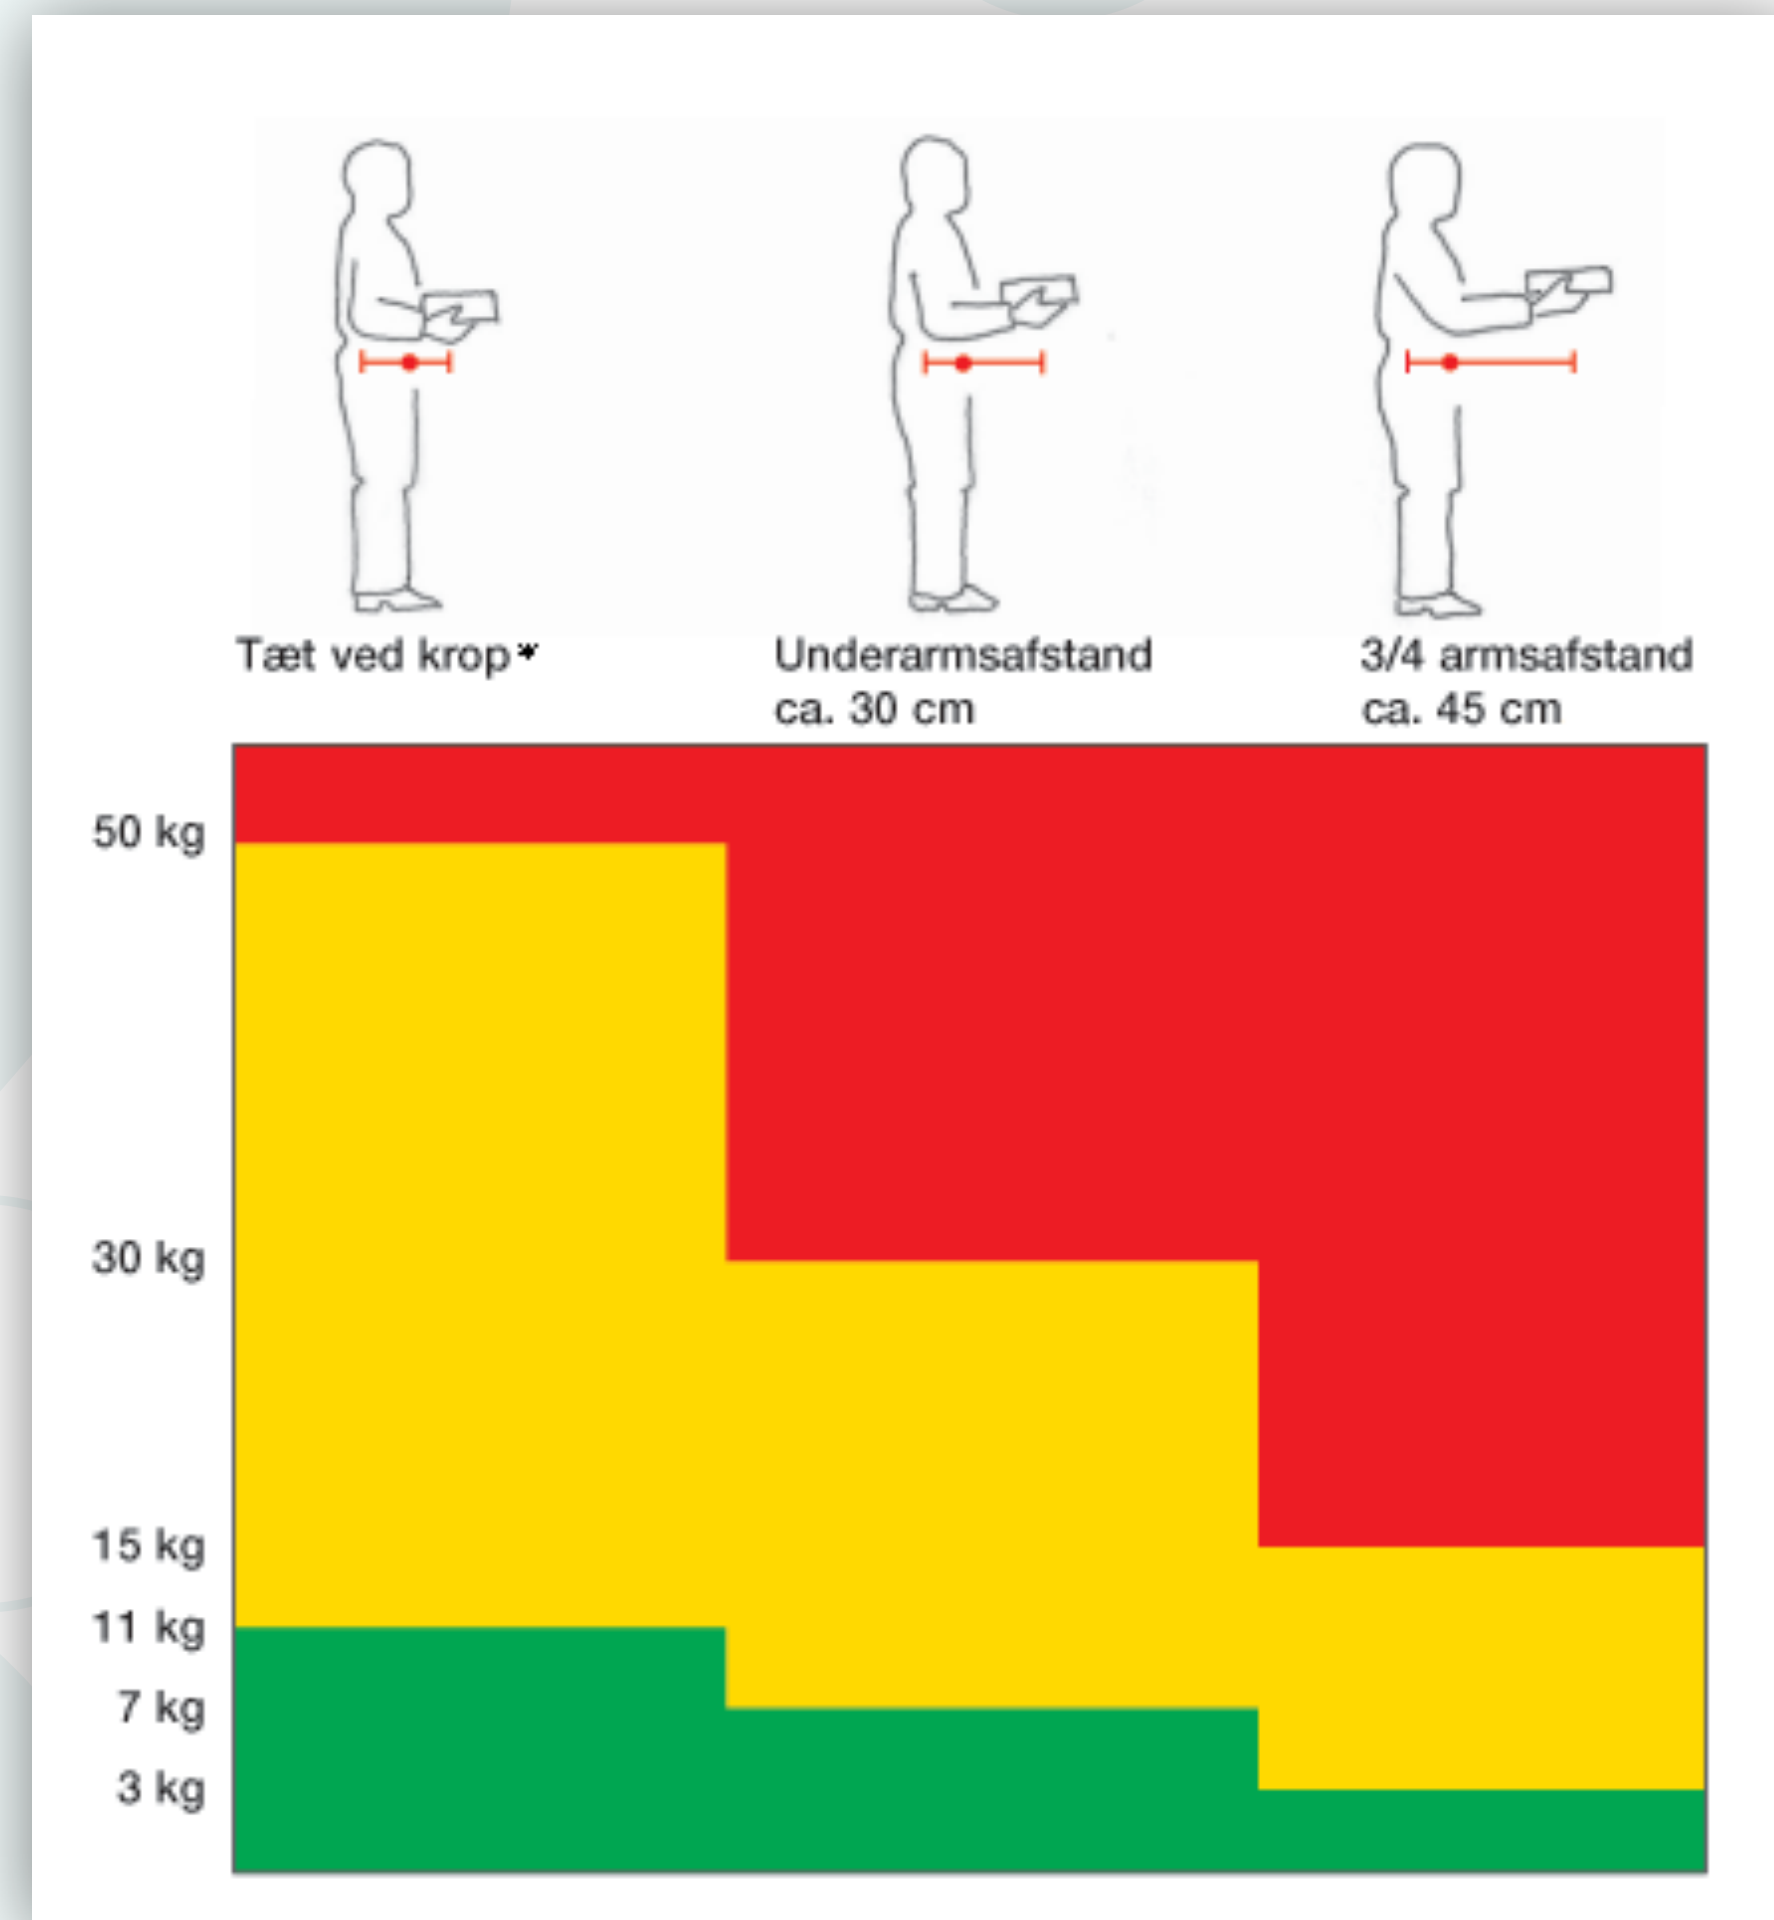 Tæt ved krop*
Underarmsafstand
ca. 30 cm
3/4 armsafstand
ca. 45 cm
50 kg
30 kg
15 kg
11 kg
7 kg
3 kg